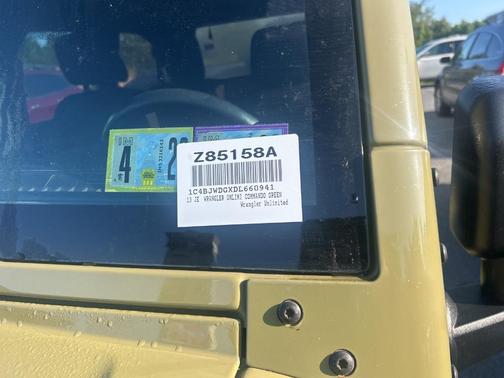 4 2
Z85158A
1C4BJWDGXDL660941
13 JE WRANGLER UNLIMI COMMANDO GREEN
Wrangler Unlimited